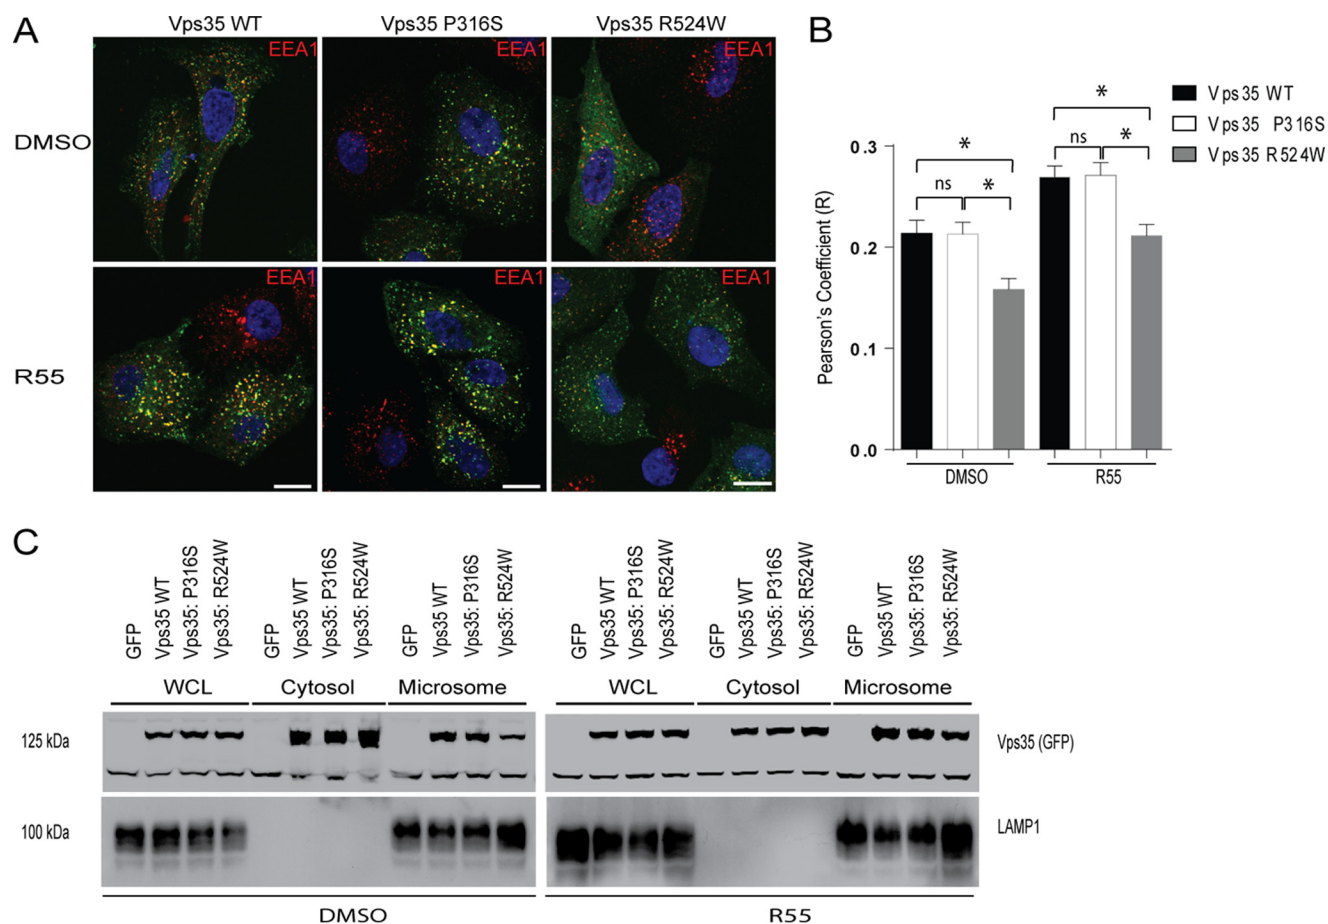 A
Vps35 WT
Vps35 P316S
Vps35 R524W
DMSO
EEA1
EEA1
EEA1
R55
EEA1
EEA1
EEA1
B
Vps35 WT
Vps35 P316S
Vps35 R524W
Pearson's Coefficient (R)
0.3
0.2
0.1
0.0
*
ns
*
*
ns
*
DMSO
R55
C
GFP
Vps35 WT
Vps35: P316S
Vps35: R524W
GFP
Vps35 WT
Vps35: P316S
Vps35: R524W
GFP
Vps35 WT
Vps35: P316S
Vps35: R524W
GFP
Vps35 WT
Vps35: P316S
Vps35: R524W
GFP
Vps35 WT
Vps35: P316S
Vps35: R524W
GFP
Vps35 WT
Vps35: P316S
Vps35: R524W
WCL
Cytosol
Microsome
WCL
Cytosol
Microsome
125 kDa
Vps35 (GFP)
100 kDa
LAMP1
DMSO
R55